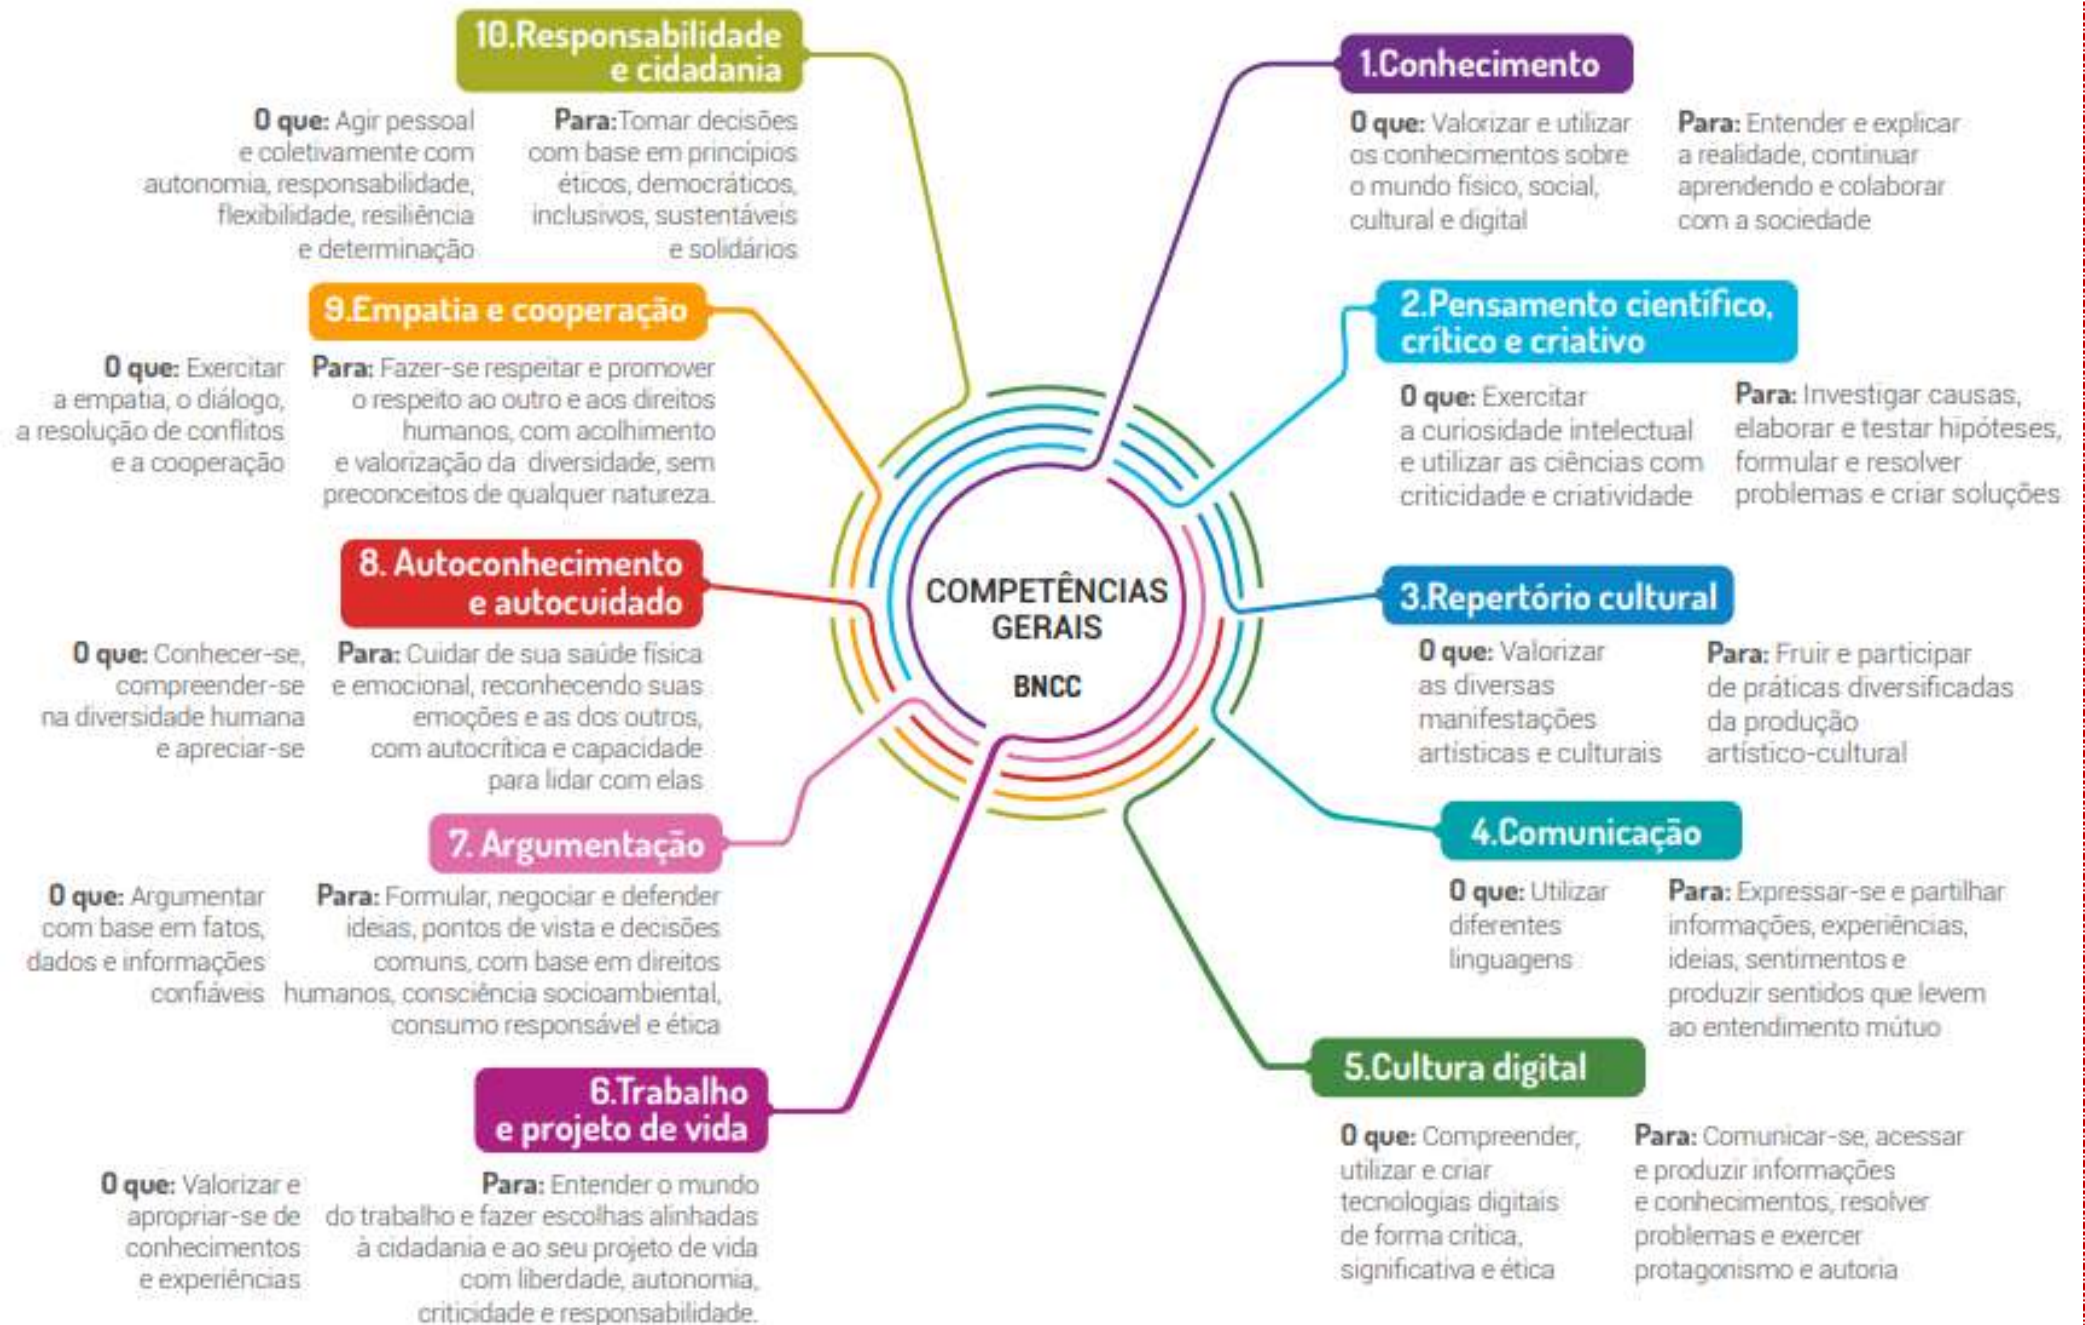 COMPETÊNCIAS
GERAIS
BNCC
1.Conhecimento
O que: Valorizar e utilizar
os conhecimentos sobre
o mundo físico, social,
cultural e digital
Para: Entender e explicar
a realidade, continuar
aprendendo e colaborar
com a sociedade
2.Pensamento científico,
crítico e criativo
O que: Exercitar
a curiosidade intelectual
e utilizar as ciências com
criticidade e criatividade
Para: Investigar causas,
elaborar e testar hipóteses,
formular e resolver
problemas e criar soluções
3.Repertório cultural
O que: Valorizar
as diversas
manifestações
artísticas e culturais
Para: Fruir e participar
de práticas diversificadas
da produção
artístico-cultural
4.Comunicação
O que: Utilizar
diferentes
linguagens
Para: Expressar-se e partilhar
informações, experiências,
ideias, sentimentos e
produzir sentidos que levem
ao entendimento mútuo
5.Cultura digital
O que: Compreender,
utilizar e criar
tecnologias digitais
de forma crítica,
significativa e ética
Para: Comunicar-se, acessar
e produzir informações
e conhecimentos, resolver
problemas e exercer
protagonismo e autoria
6.Trabalho
e projeto de vida
O que: Valorizar e
apropriar-se de
conhecimentos
e experiências
Para: Entender o mundo
do trabalho e fazer escolhas alinhadas
à cidadania e ao seu projeto de vida
com liberdade, autonomia,
criticidade e responsabilidade.
7. Argumentação
O que: Argumentar
com base em fatos,
dados e informações
confiáveis
Para: Formular, negociar e defender
ideias, pontos de vista e decisões
comuns, com base em direitos
humanos, consciência socioambiental,
consumo responsável e ética
8. Autoconhecimento
e autocuidado
O que: Conhecer-se,
compreender-se
na diversidade humana
e apreciar-se
Para: Cuidar de sua saúde física
e emocional, reconhecendo suas
emoções e as dos outros,
com autocrítica e capacidade
para lidar com elas
9.Empatia e cooperação
O que: Exercitar
a empatia, o diálogo,
a resolução de conflitos
e a cooperação
Para: Fazer-se respeitar e promover
o respeito ao outro e aos direitos
humanos, com acolhimento
e valorização da diversidade, sem
preconceitos de qualquer natureza.
10.Responsabilidade
e cidadania
O que: Agir pessoal
e coletivamente com
autonomia, responsabilidade,
flexibilidade, resiliência
e determinação
Para:Tomar decisões
com base em princípios
éticos, democráticos,
inclusivos, sustentáveis
e solidários